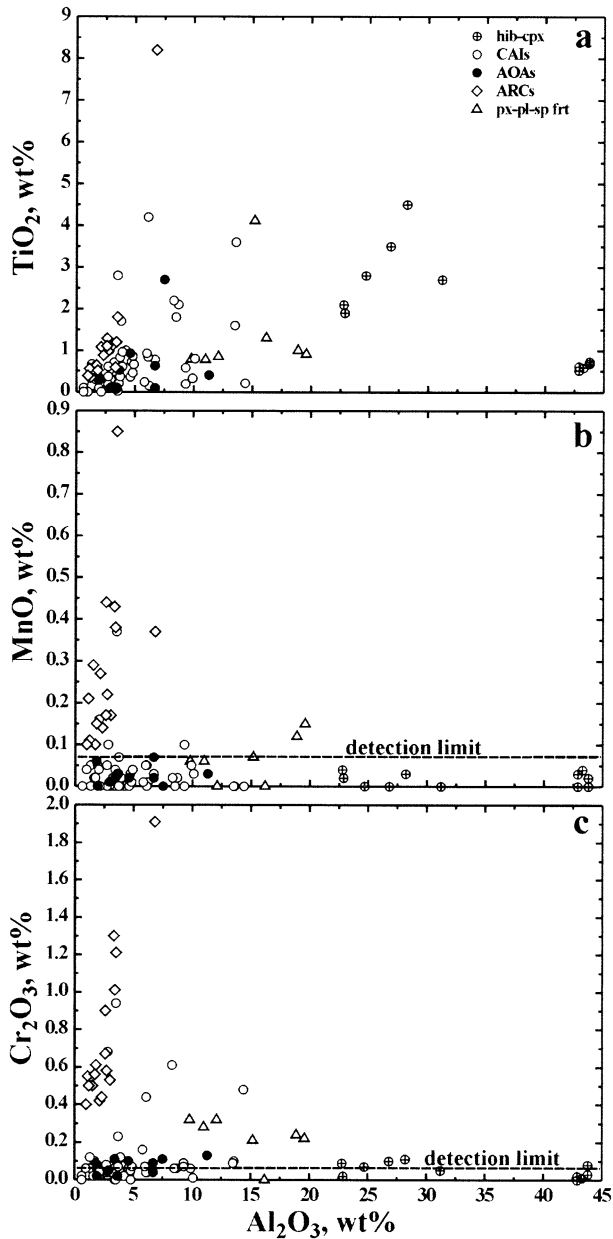 a
9
8
7
6
5
4
3
2
1
0
TiO2, wt%
hib-cpx
CAIs
AOAs
ARCs
px-pl-sp frt
b
0.9
0.8
0.7
0.6
0.5
0.4
0.3
0.2
0.1
0.0
MnO, wt%
detection limit
c
2.0
1.8
1.6
1.4
1.2
1.0
0.8
0.6
0.4
0.2
0.0
Cr2O3, wt%
detection limit
0 5 10 15 20 25 30 35 40 45
Al2O3, wt%